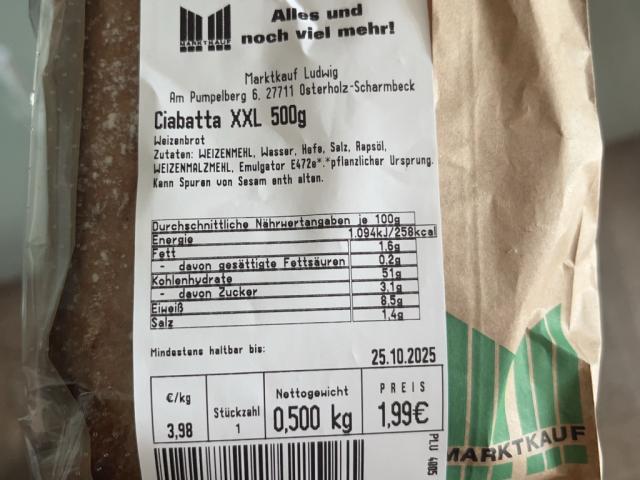 Alles und
noch viel mehr!
MARKTKAUF
Marktkauf Ludwig
Am Pumpelberg 6, 27711 Osterholz-Scharmbeck
Ciabatta XXL 500g
Weizenbrot
Zutaten: WEIZENMEHL, Wasser, Hefe, Salz, Rapsöl,
WEIZENMALZMEHL, Emulgator E472e*.*pflanzlicher Ursprung.
Kann Spuren von Sesam enth alten.
Durchschnittliche Nährwertangaben je 100g
Energie 1.094kJ/258kcal
Fett 1,6g
- davon gesättigte Fettsäuren 0,2g
Kohlenhydrate 51g
- davon Zucker 3,1g
Eiweiß 8,5g
Salz 1,4g
Mindestens haltbar bis: 25.10.2025
€/kg Stückzahl Nettogewicht PREIS
3,98 1 0,500 kg 1,99€
PLU 4085
MARKTKAUF